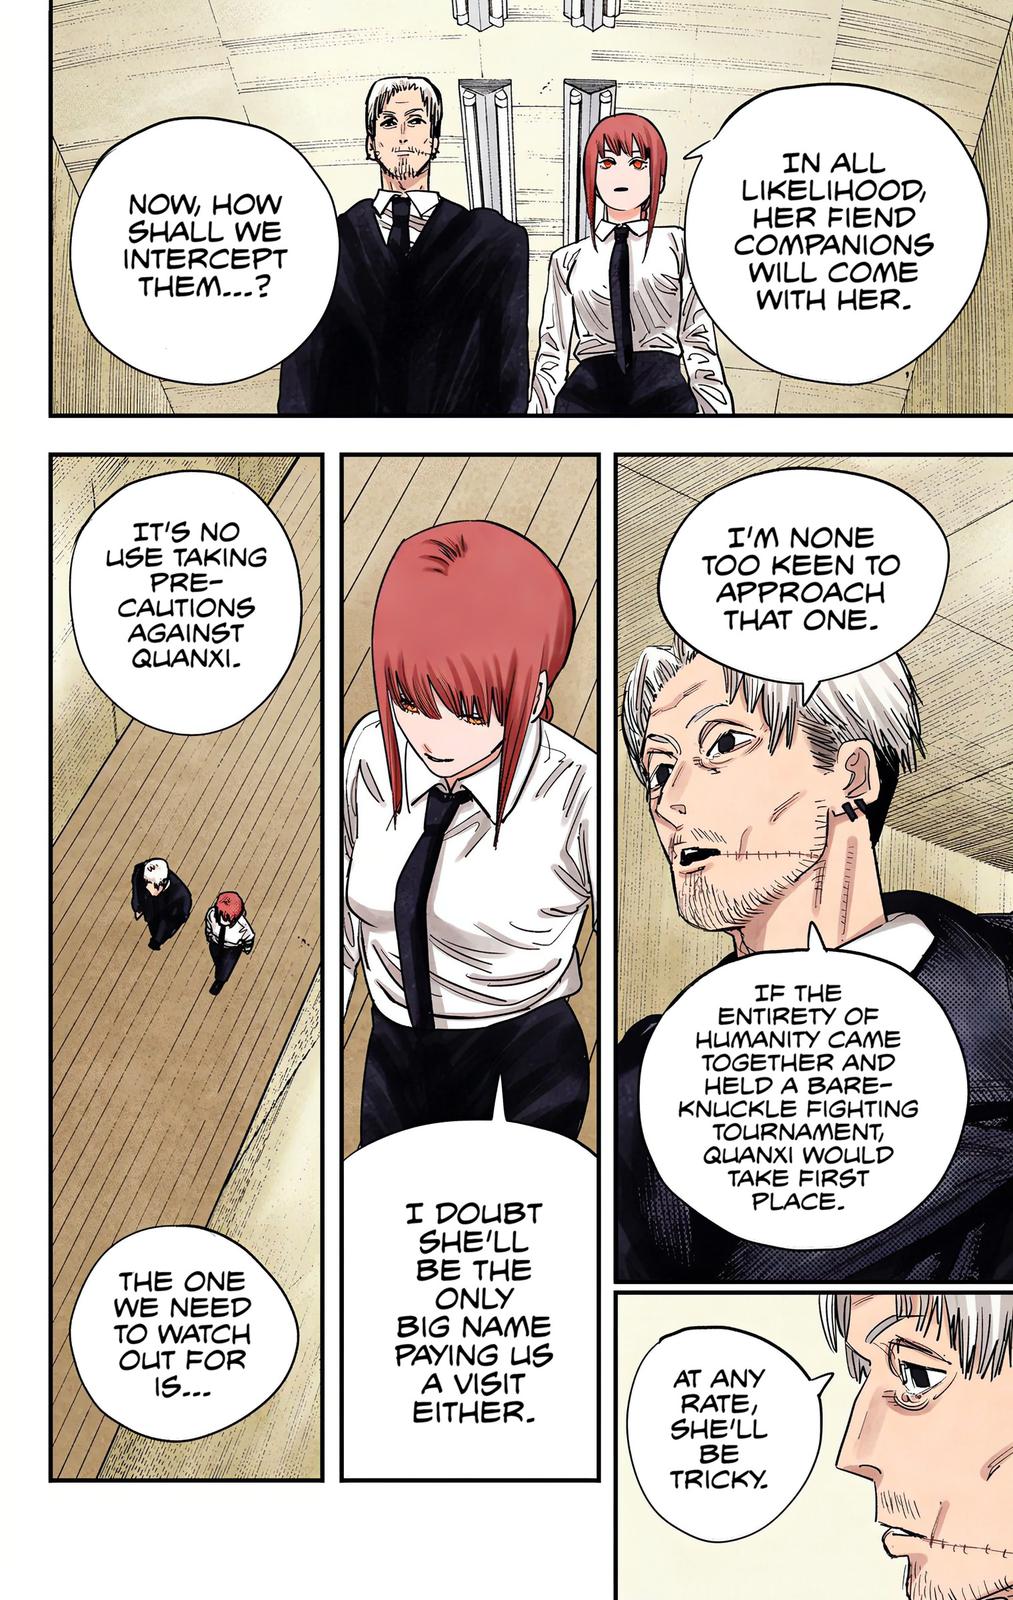 IN ALL
LIKELIHOOD,
HER FIEND
COMPANIONS
WILL COME
WITH HER.
NOW, HOW
SHALL WE
INTERCEPT
THEM...?
I'M NONE
TOO KEEN TO
APPROACH
THAT ONE.
IF THE
ENTIRETY OF
HUMANITY CAME
TOGETHER AND
HELD A BARE-
KNUCKLE FIGHTING
TOURNAMENT,
QUANXI WOULD
TAKE FIRST
PLACE.
AT ANY
RATE,
SHE'LL
BE
TRICKY.
I DOUBT
SHE'LL
BE THE
ONLY
BIG NAME
PAYING US
A VISIT
EITHER.
IT'S NO
USE TAKING
PRE-
CAUTIONS
AGAINST
QUANXI.
THE ONE
WE NEED
TO WATCH
OUT FOR
IS...